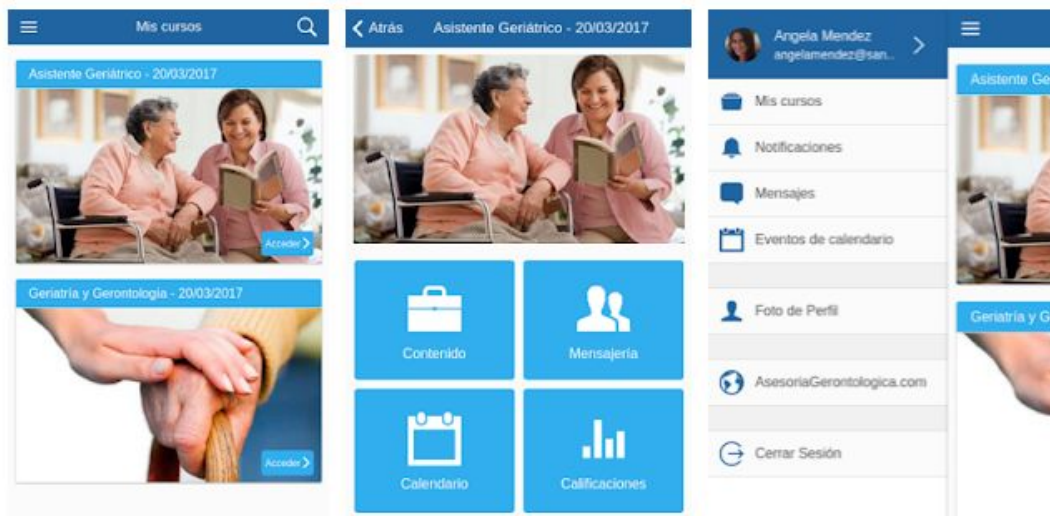 Mis cursos
Asistente Geriátrico - 20/03/2017
Acceder
Geriatría y Gerontología - 20/03/2017
Acceder
Atrás
Asistente Geriátrico - 20/03/2017
Contenido
Mensajería
Calendario
Calificaciones
Angela Mendez
angelamendez@san...
Mis cursos
Notificaciones
Mensajes
Eventos de calendario
Foto de Perfil
AsesoriaGerontologica.com
Cerrar Sesión
Asistente Ge
Geriatría y G